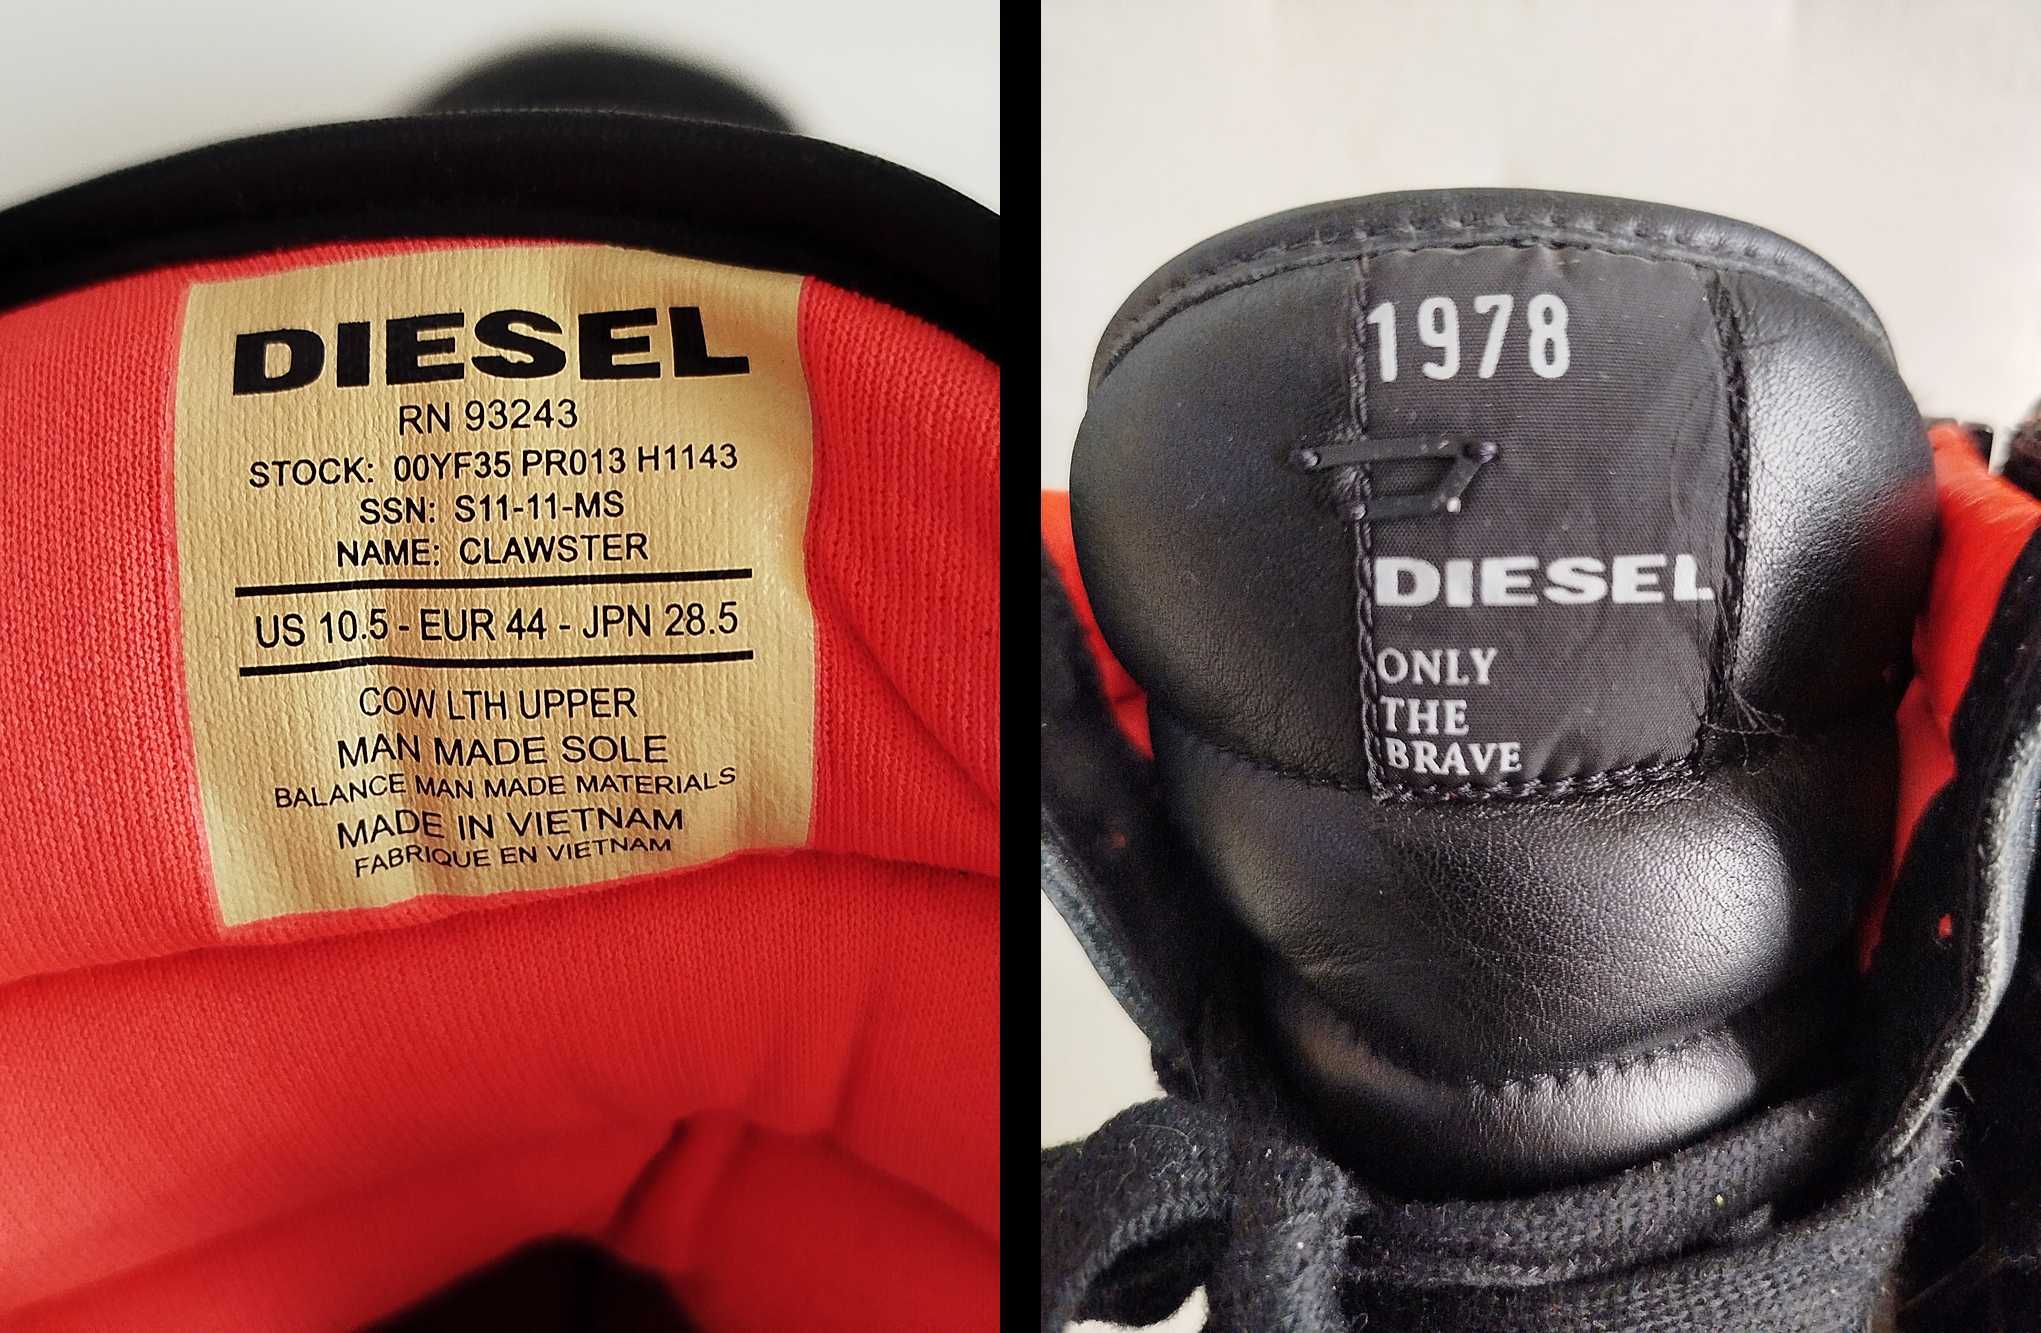 DIESEL
RN 93243
STOCK: 00YF35 PR013 H1143
SSN: S11-11-MS
NAME: CLAWSTER
US 10.5 - EUR 44 - JPN 28.5
COW LTH UPPER
MAN MADE SOLE
BALANCE MAN MADE MATERIALS
MADE IN VIETNAM
FABRIQUE EN VIETNAM
1978
DIESEL
ONLY
THE
BRAVE